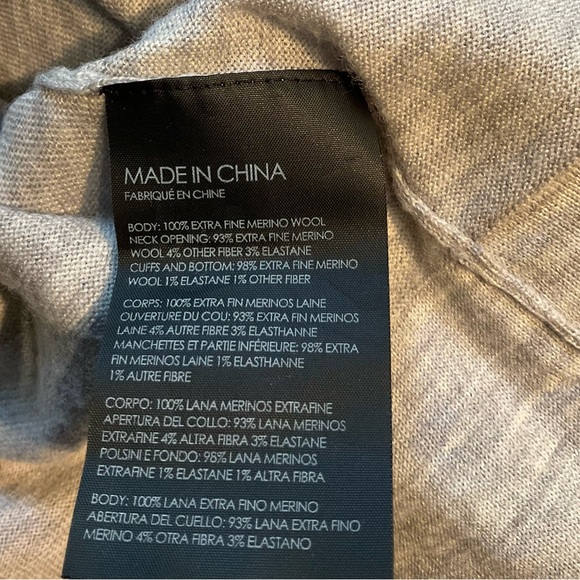 MADE IN CHINA
FABRIQUÉ EN CHINE
BODY: 100% EXTRA FINE MERINO WOOL
NECK OPENING: 93% EXTRA FINE MERINO
WOOL 4% OTHER FIBER 3% ELASTANE
CUFFS AND BOTTOM: 98% EXTRA FINE MERINO
WOOL 1% ELASTANE 1% OTHER FIBER
CORPS: 100% EXTRA FIN MERINOS LAINE
OUVERTURE DU COU: 93% EXTRA FIN MERINOS
LAINE 4% AUTRE FIBRE 3% ELASTHANNE
MANCHETTES ET PARTIE INFÉRIEURE: 98% EXTRA
FIN MERINOS LAINE 1% ELASTHANNE
1% AUTRE FIBRE
CORPO: 100% LANA MERINOS EXTRAFINE
APERTURA DEL COLLO: 93% LANA MERINOS
EXTRAFINE 4% ALTRA FIBRA 3% ELASTANE
POLSINI E FONDO: 98% LANA MERINOS
EXTRAFINE 1% ELASTANE 1% ALTRA FIBRA
BODY: 100% LANA EXTRA FINO MERINO
ABERTURA DEL CUELLO: 93% LANA EXTRA FINO
MERINO 4% OTRA FIBRA 3% ELASTANO